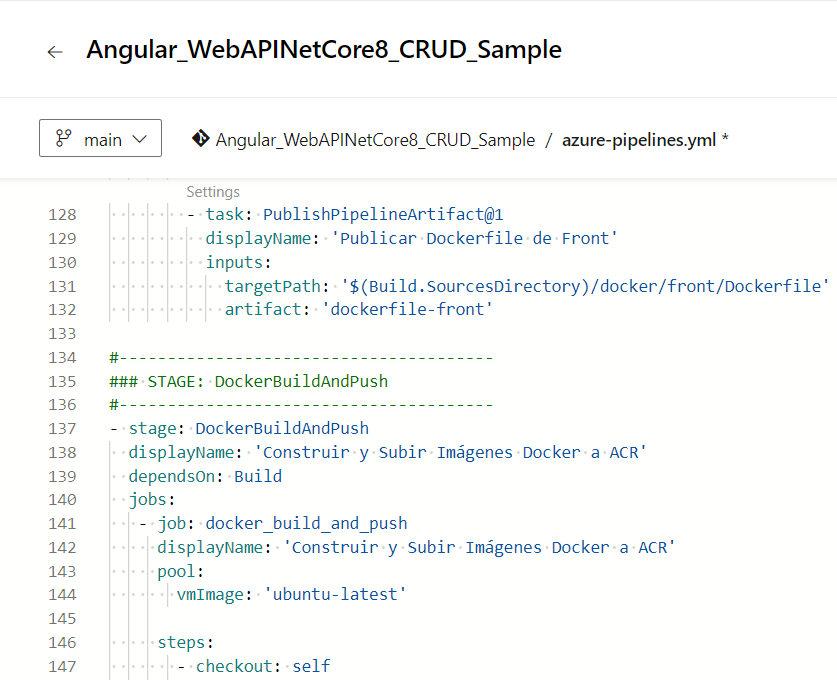 ← Angular_WebAPINetCore8_CRUD_Sample
main Angular_WebAPINetCore8_CRUD_Sample / azure-pipelines.yml *
Settings
128 - task: PublishPipelineArtifact@1
129 displayName: 'Publicar Dockerfile de Front'
130 inputs:
131 targetPath: '$(Build.SourcesDirectory)/docker/front/Dockerfile'
132 artifact: 'dockerfile-front'
133
134 #---------------------------------------
135 ### STAGE: DockerBuildAndPush
136 #---------------------------------------
137 - stage: DockerBuildAndPush
138 displayName: 'Construir y Subir Imágenes Docker a ACR'
139 dependsOn: Build
140 jobs:
141 - job: docker_build_and_push
142 displayName: 'Construir y Subir Imágenes Docker a ACR'
143 pool:
144 vmImage: 'ubuntu-latest'
145
146 steps:
147 - checkout: self